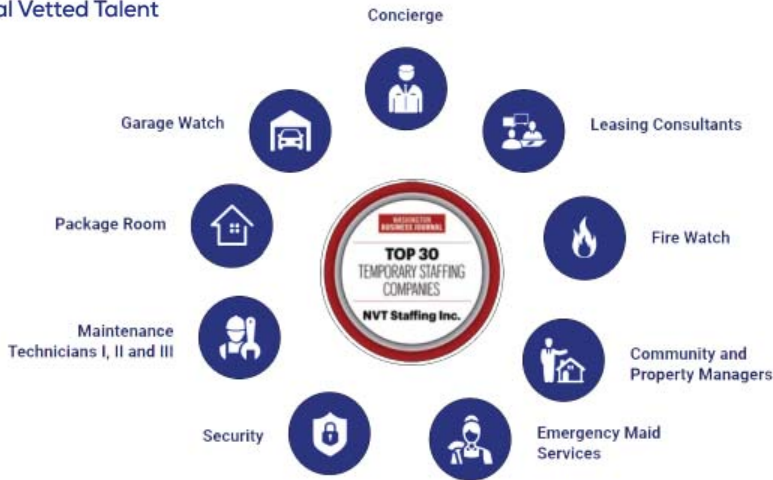 al Vetted Talent
Concierge
Garage Watch
Leasing Consultants
Package Room
WASHINGTON
BUSINESS JOURNAL
TOP 30
TEMPORARY STAFFING
COMPANIES
NVT Staffing Inc.
Fire Watch
Maintenance
Technicians I, II and III
Community and
Property Managers
Security
Emergency Maid
Services